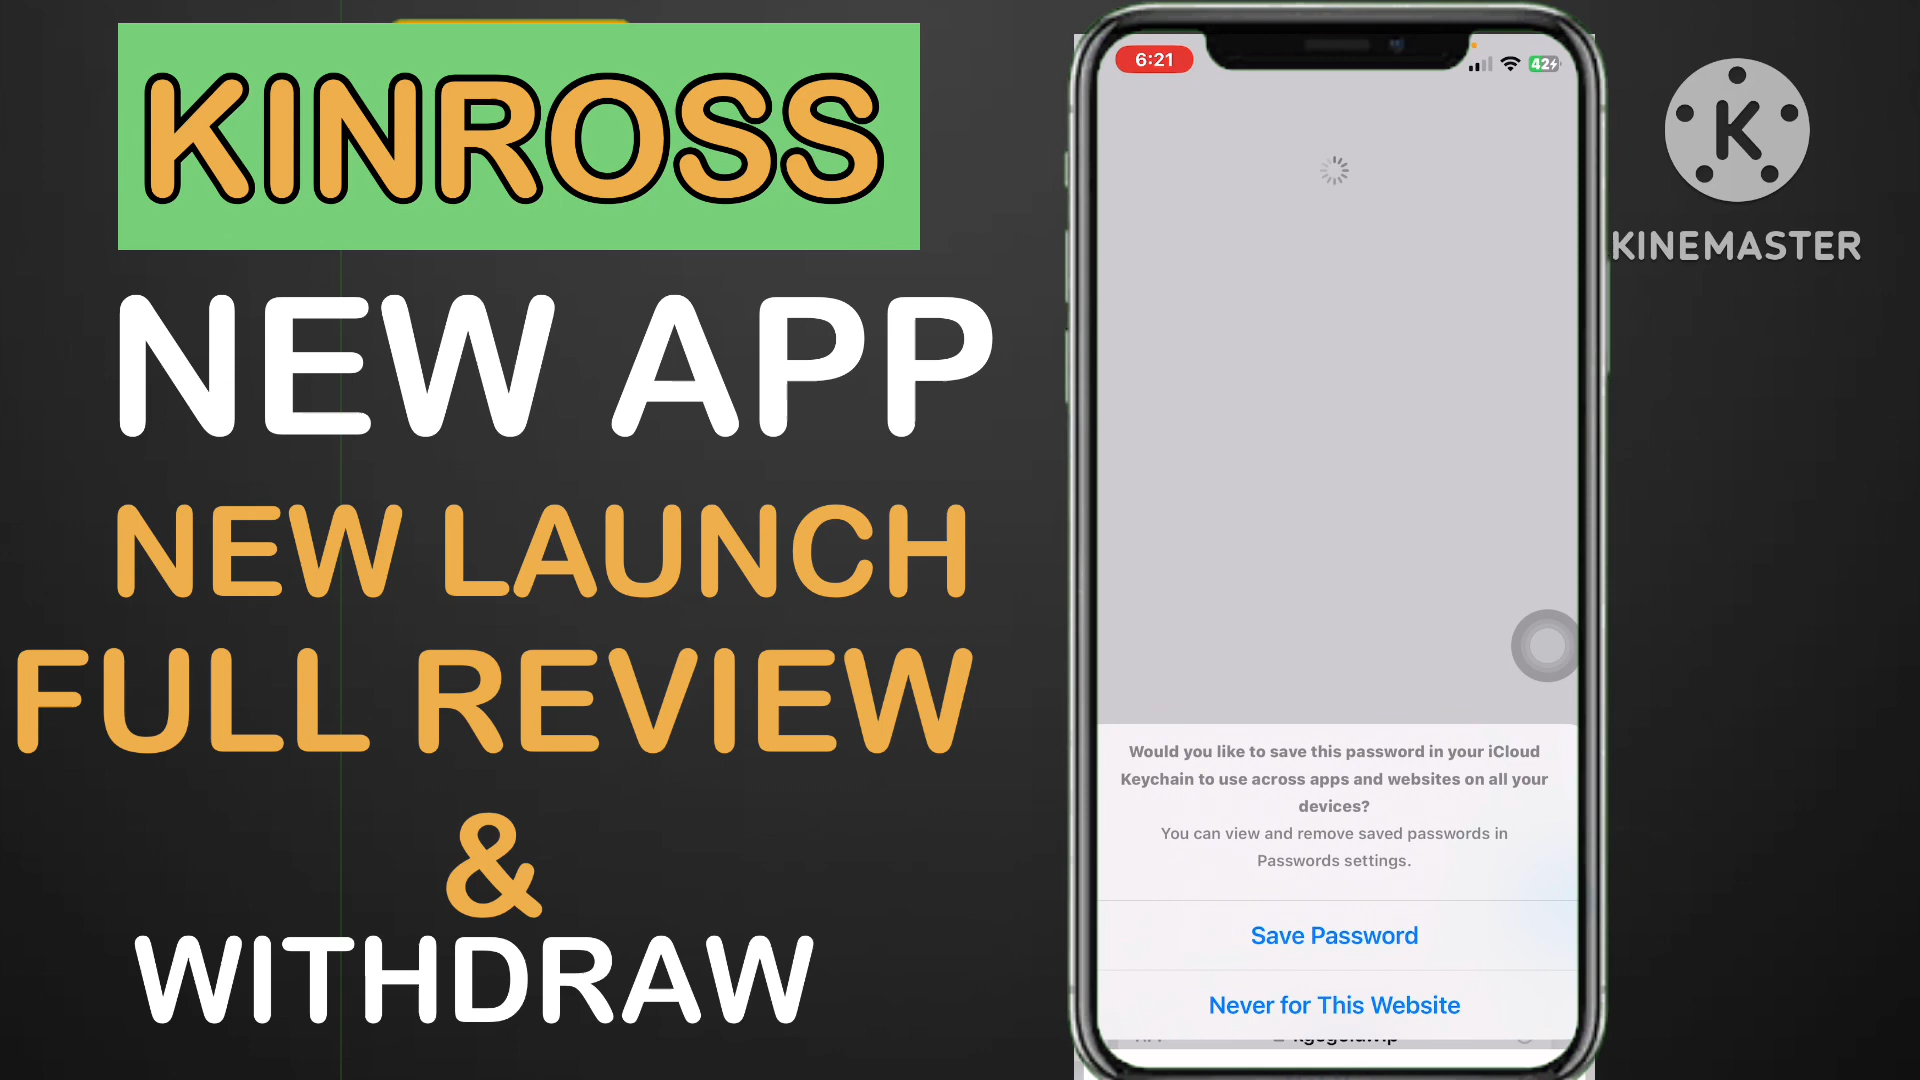 KINROSS
NEW APP
NEW LAUNCH
FULL REVIEW
&
WITHDRAW
6:21
42
Would you like to save this password in your iCloud
Keychain to use across apps and websites on all your
devices?
You can view and remove saved passwords in
Passwords settings.
Save Password
Never for This Website
K
KINEMASTER